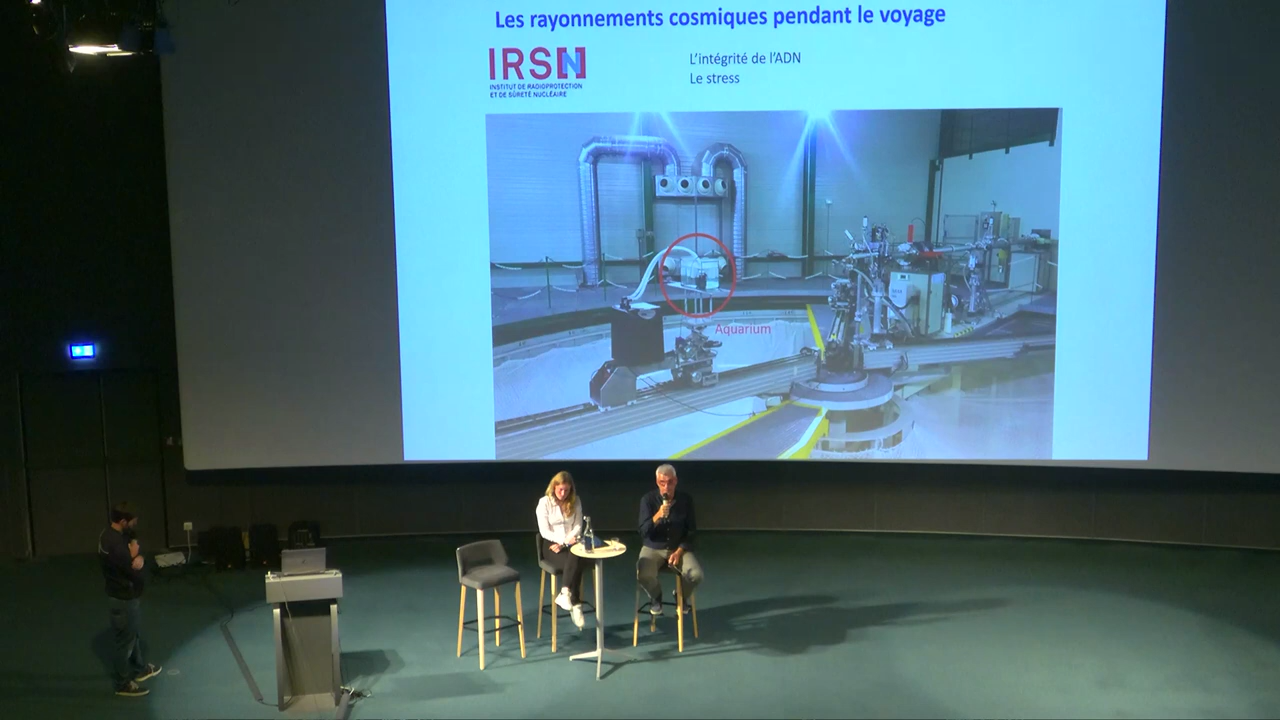 Les rayonnements cosmiques pendant le voyage
IRSN
INSTITUT DE RADIOPROTECTION
ET DE SÛRETÉ NUCLÉAIRE
L'intégrité de l'ADN
Le stress
Aquarium